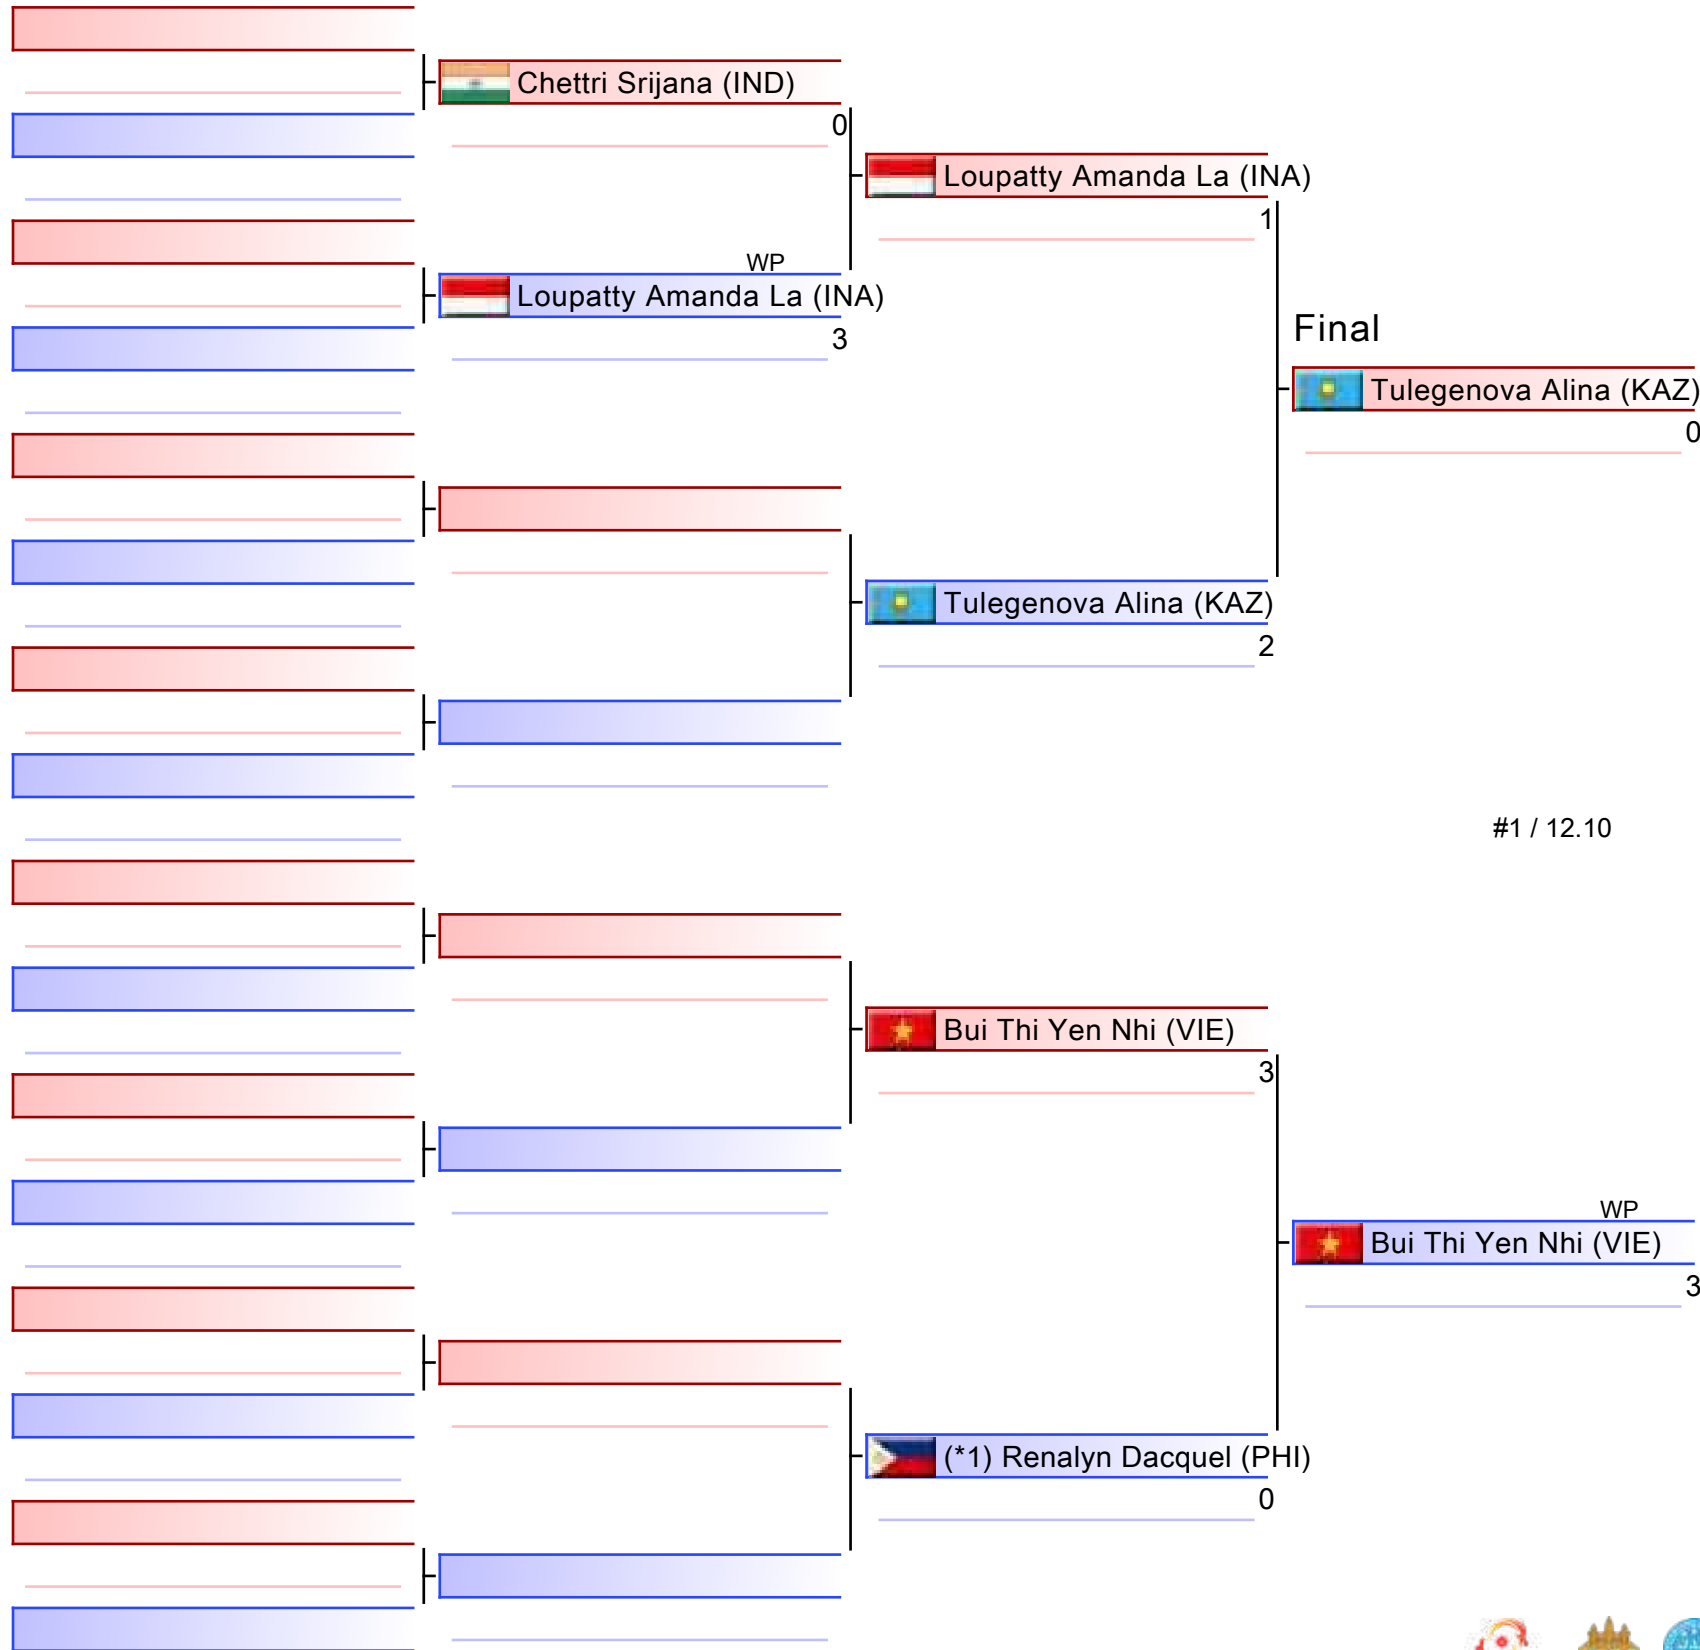 Chettri Srijana (IND)
0
Loupatty Amanda La (INA)
1
WP
Loupatty Amanda La (INA)
3
Final
Tulegenova Alina (KAZ)
0
Tulegenova Alina (KAZ)
2
#1 / 12.10
Bui Thi Yen Nhi (VIE)
3
WP
Bui Thi Yen Nhi (VIE)
3
(*1) Renalyn Dacquel (PHI)
0